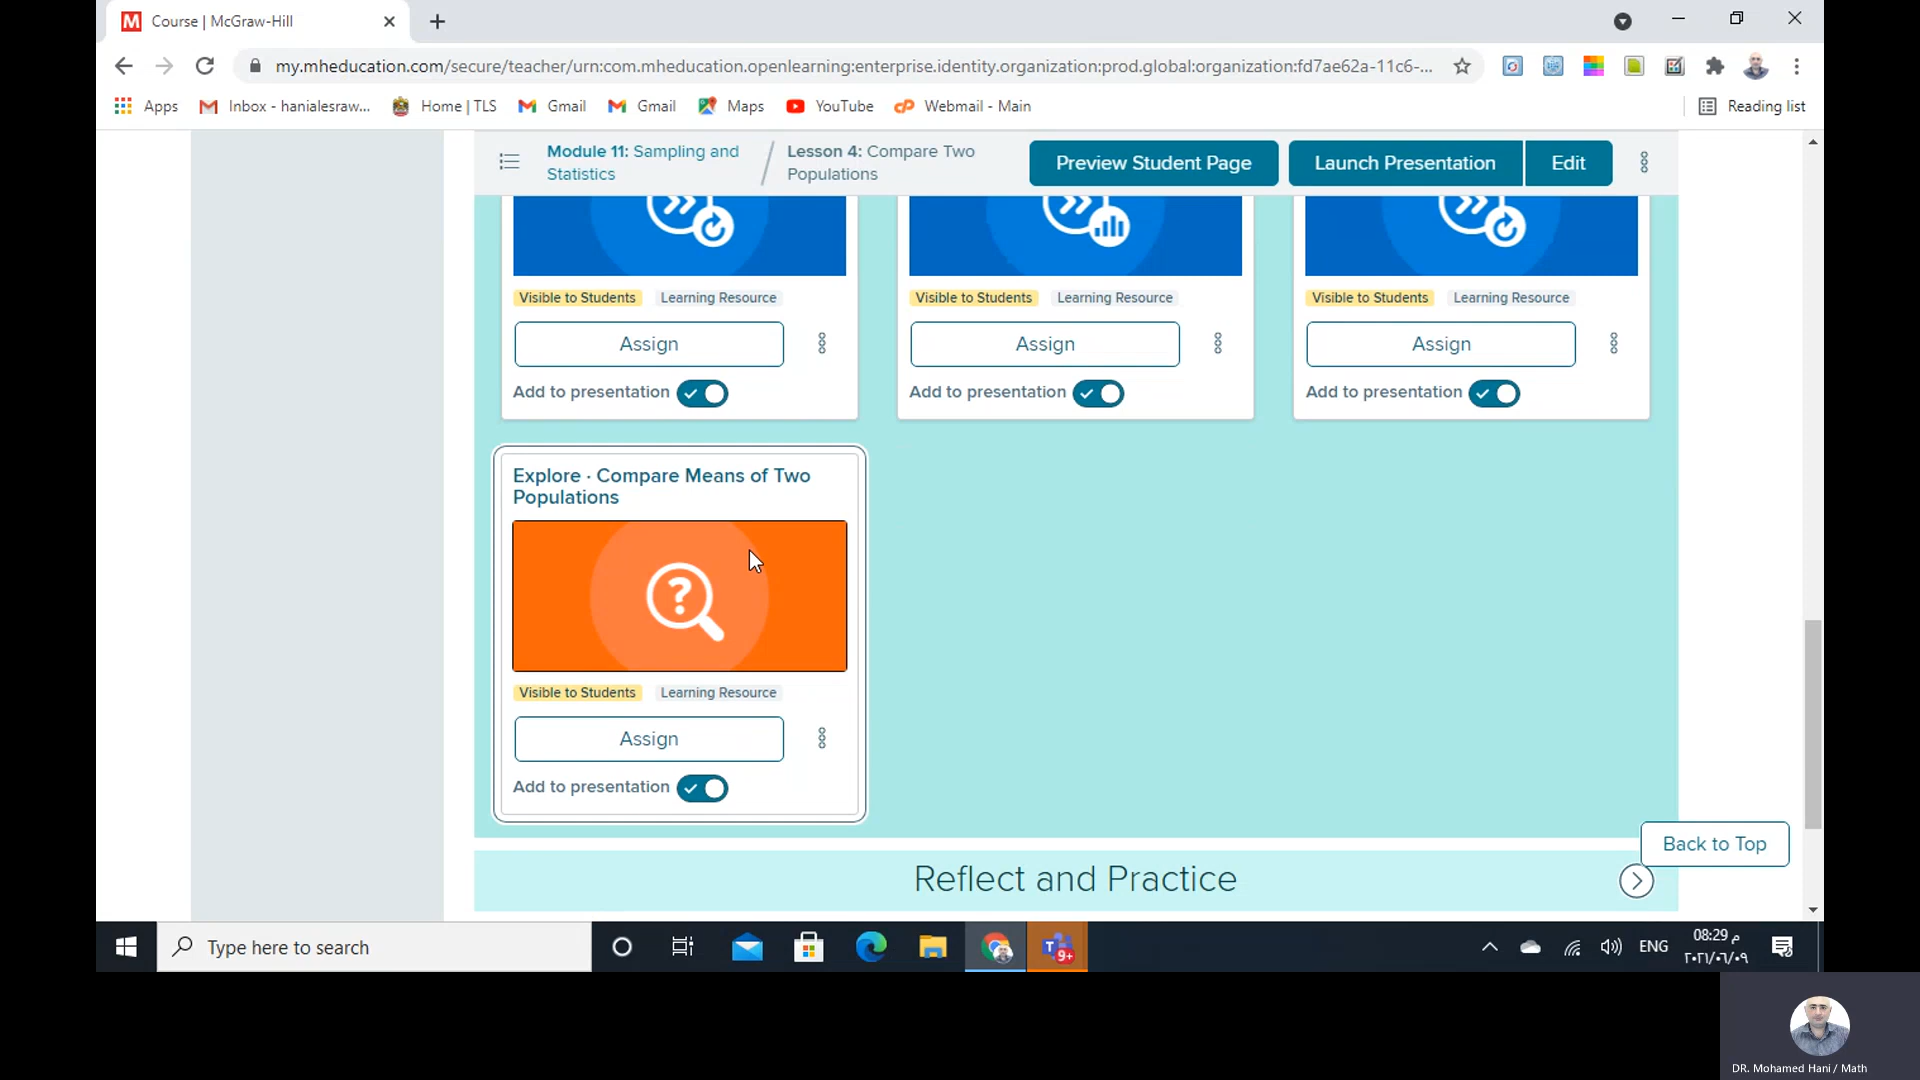 Course | McGraw-Hill
my.mheducation.com/secure/teacher/urn:com.mheducation.openlearning:enterprise.identity.organization:prod.global:organization:fd7ae62a-11c6-...
Apps
Inbox - hanialesraw...
Home | TLS
Gmail
Gmail
Maps
YouTube
Webmail - Main
Reading list
Module 11: Sampling and
Statistics
Lesson 4: Compare Two
Populations
Preview Student Page
Launch Presentation
Edit
Visible to Students
Learning Resource
Visible to Students
Learning Resource
Visible to Students
Learning Resource
Assign
Assign
Assign
Add to presentation
Add to presentation
Add to presentation
Explore · Compare Means of Two
Populations
?
Visible to Students
Learning Resource
Assign
Add to presentation
Back to Top
Reflect and Practice
Type here to search
9+
ENG
08:29 م
٢٠٢١/٠٦/٠٩
DR. Mohamed Hani / Math